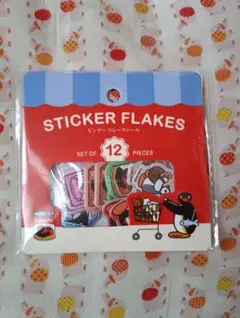 STICKER FLAKES
ピングー フレークシール
SET OF 12 PIECES